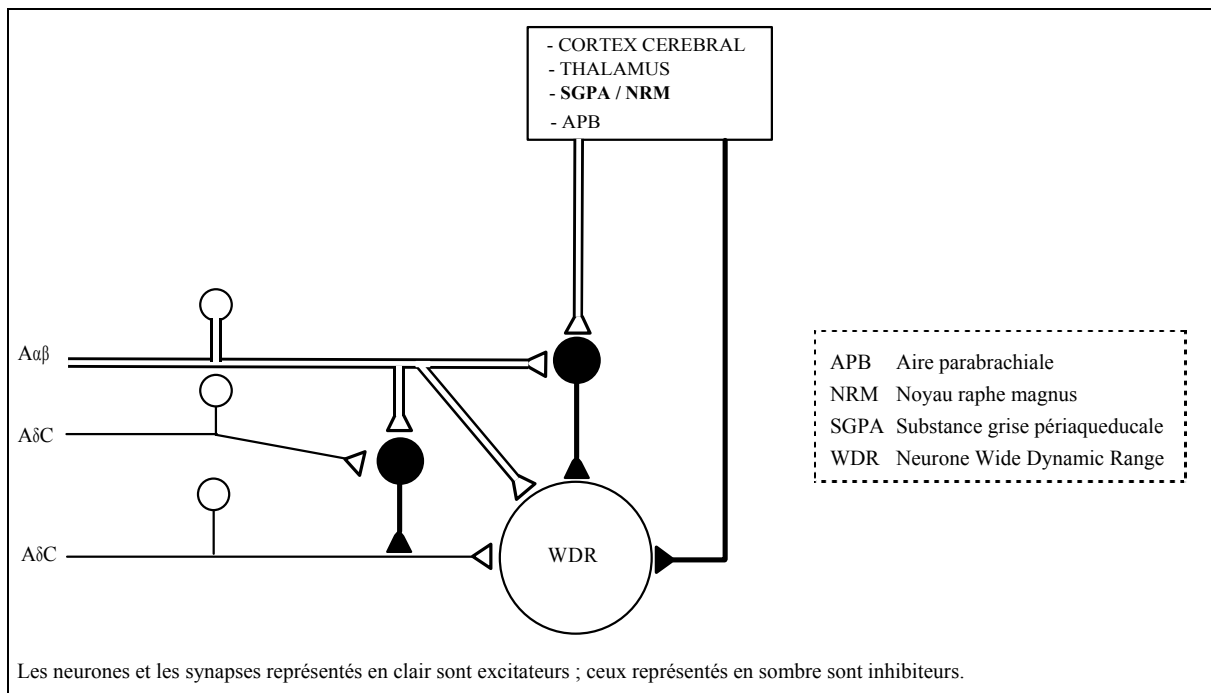 - CORTEX CEREBRAL
- THALAMUS
- SGPA / NRM
- APB
Aαβ
AδC
AδC
WDR
APB Aire parabrachiale
NRM Noyau raphe magnus
SGPA Substance grise périaqueducale
WDR Neurone Wide Dynamic Range
Les neurones et les synapses représentés en clair sont excitateurs ; ceux représentés en sombre sont inhibiteurs.